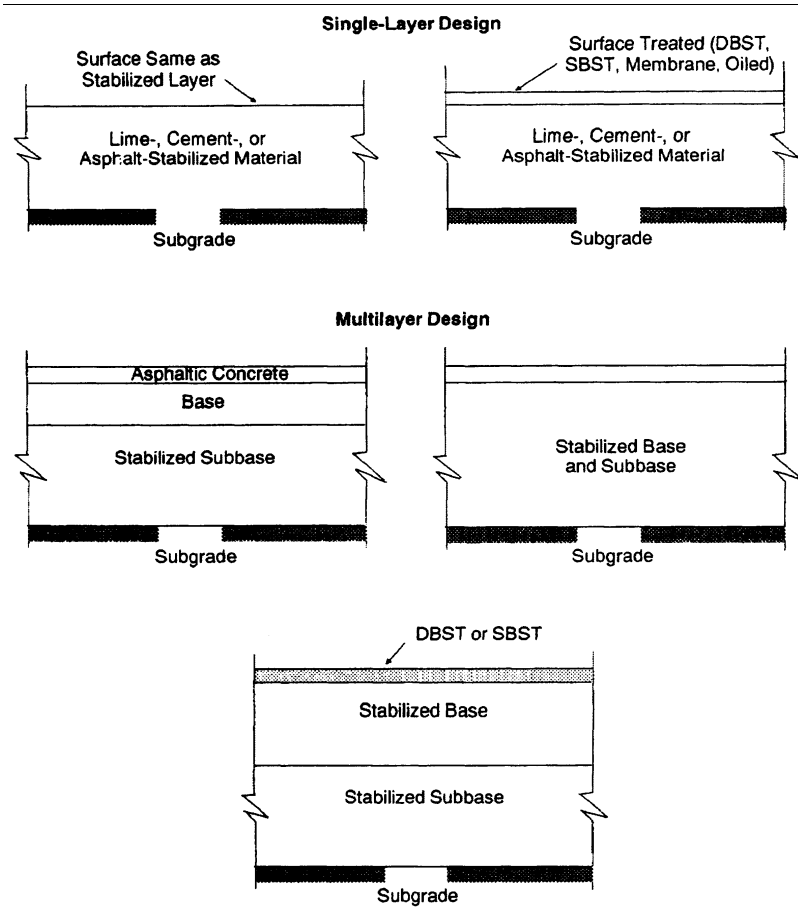 Single-Layer Design
Surface Same as
Stabilized Layer
Surface Treated (DBST,
SBST, Membrane, Oiled)
Lime-, Cement-, or
Asphalt-Stabilized Material
Lime-, Cement-, or
Asphalt-Stabilized Material
Subgrade
Subgrade
Multilayer Design
Asphaltic Concrete
Base
Stabilized Subbase
Stabilized Base
and Subbase
Subgrade
Subgrade
DBST or SBST
Stabilized Base
Stabilized Subbase
Subgrade